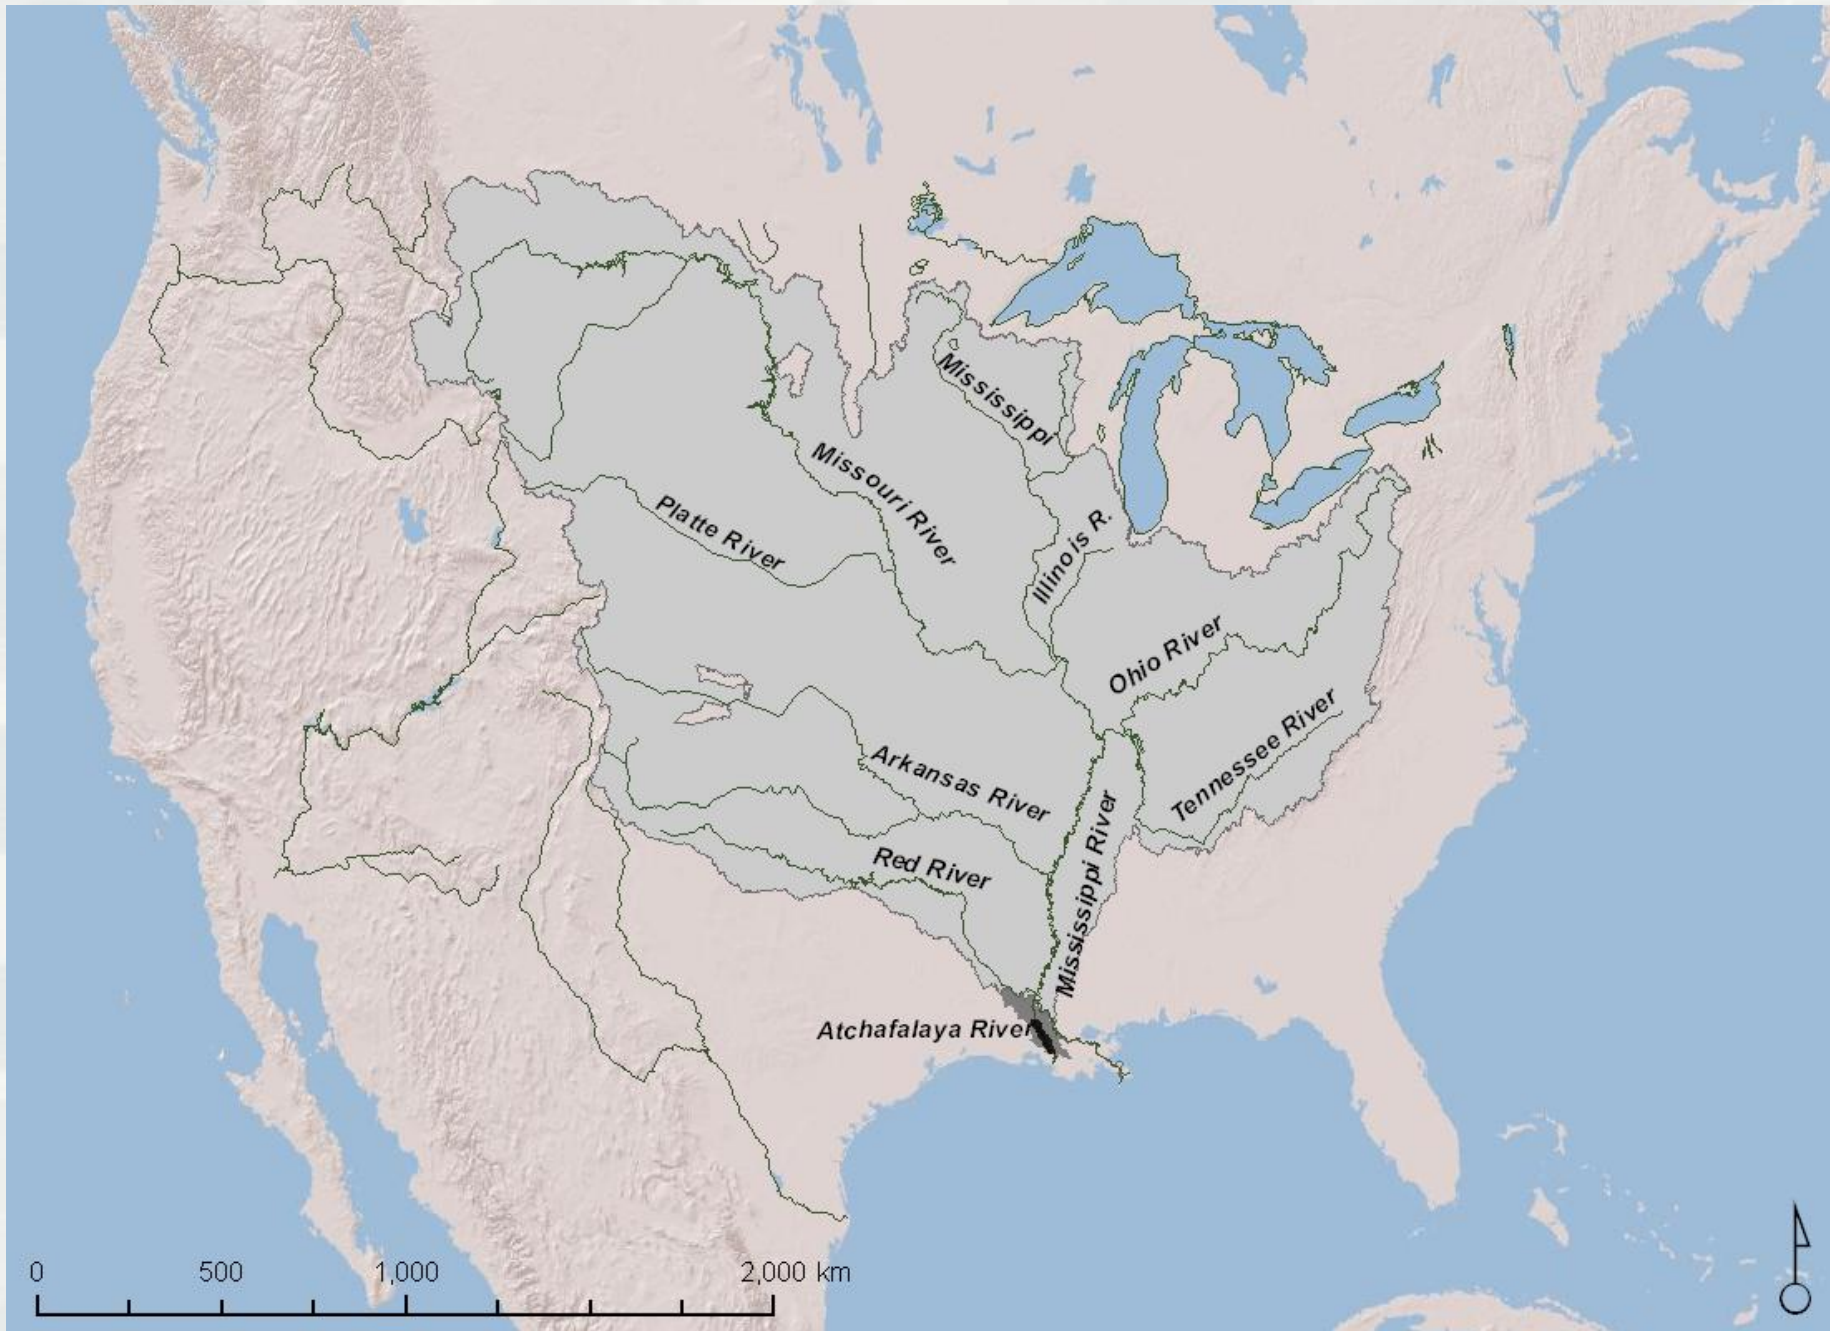 Mississippi
Missouri River
Platte River
Illinois R.
Ohio River
Tennessee River
Arkansas River
Mississippi River
Red River
Atchafalaya River
0 500 1,000 2,000 km